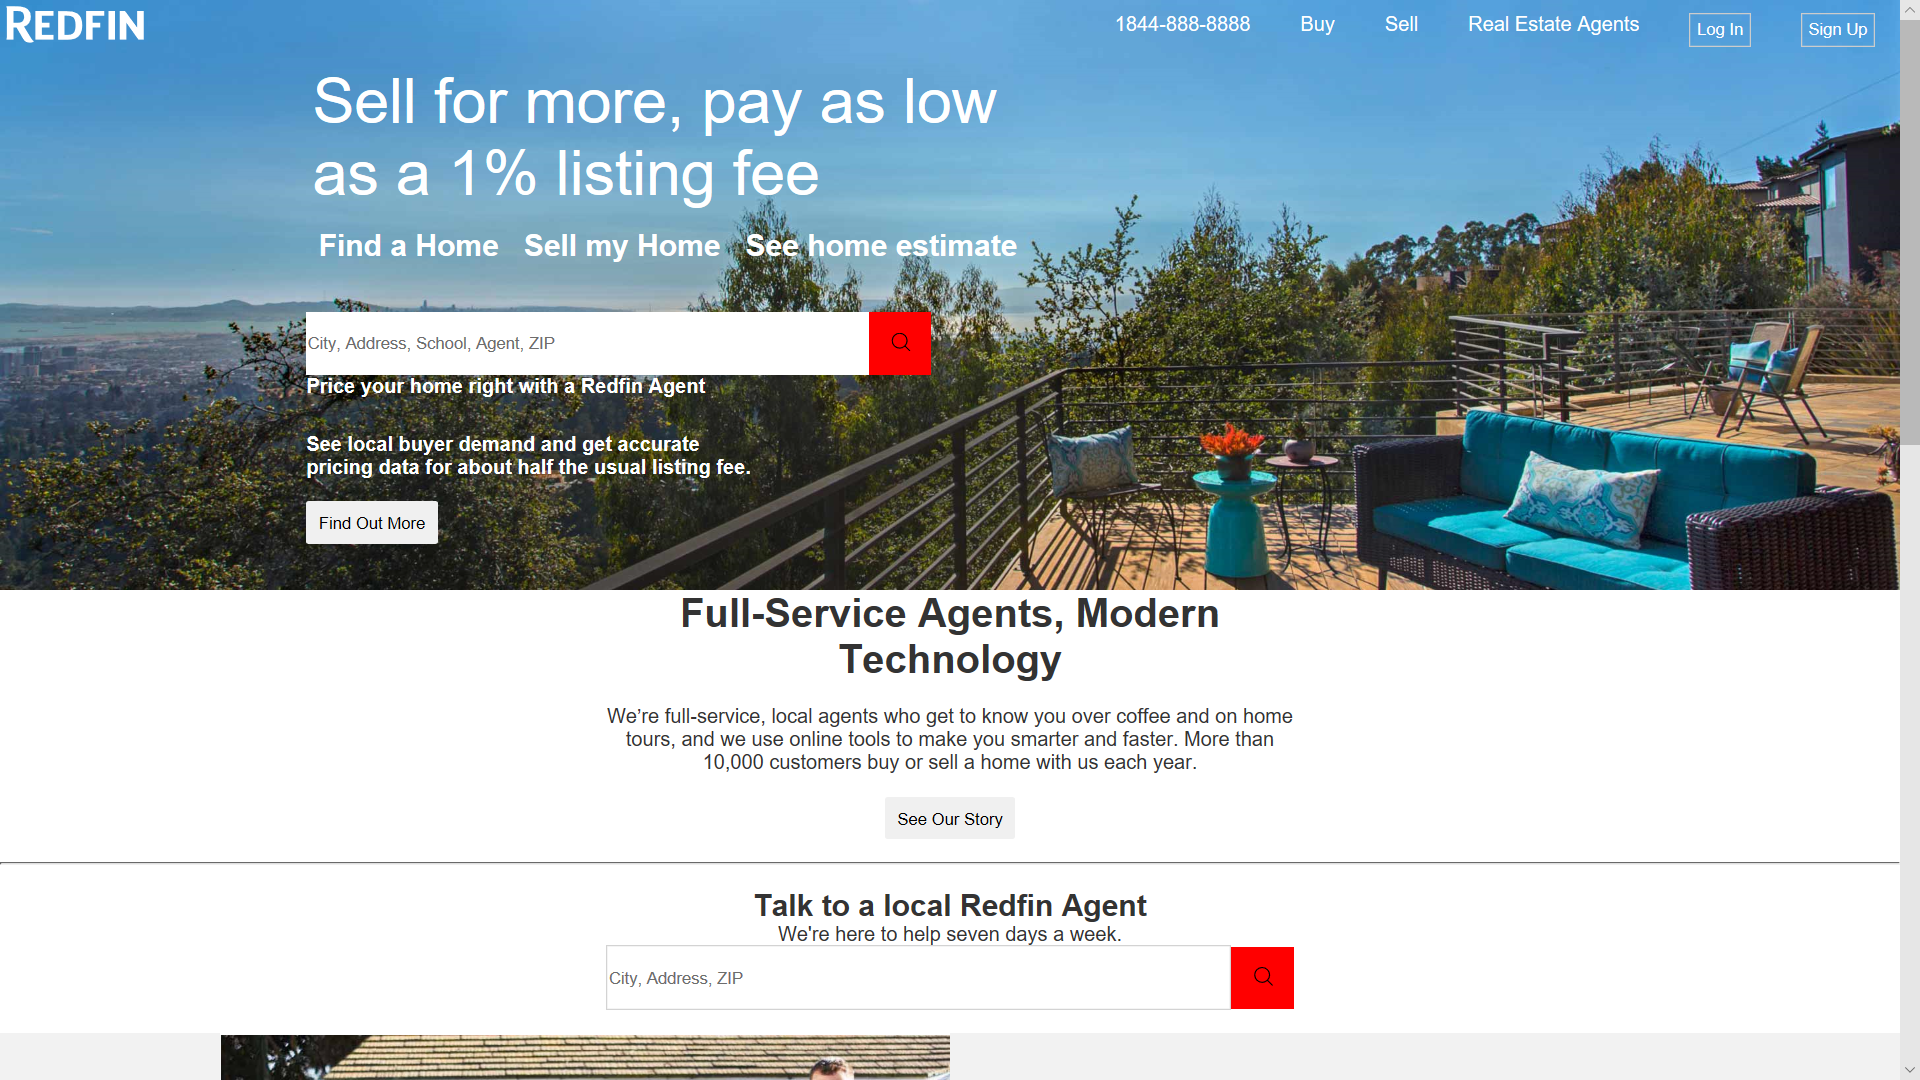 REDFIN
1844-888-8888
Buy
Sell
Real Estate Agents
Log In
Sign Up
Sell for more, pay as low
as a 1% listing fee
Find a Home
Sell my Home
See home estimate
City, Address, School, Agent, ZIP
Price your home right with a Redfin Agent
See local buyer demand and get accurate
pricing data for about half the usual listing fee.
Find Out More
Full-Service Agents, Modern
Technology
We’re full-service, local agents who get to know you over coffee and on home
tours, and we use online tools to make you smarter and faster. More than
10,000 customers buy or sell a home with us each year.
See Our Story
Talk to a local Redfin Agent
We're here to help seven days a week.
City, Address, ZIP